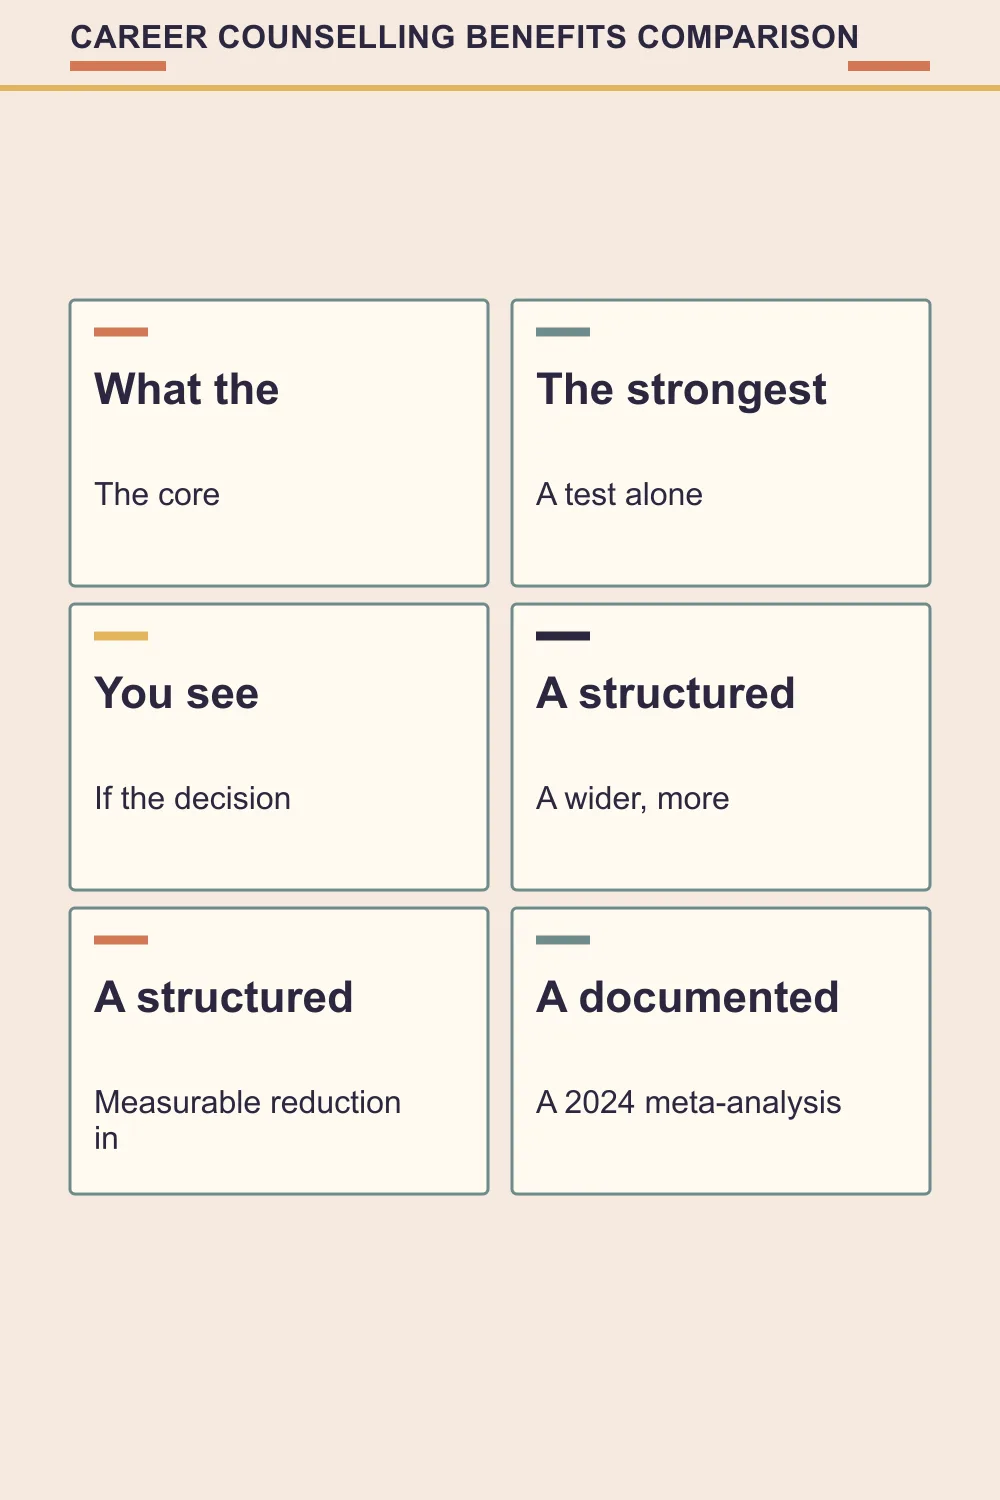 CAREER COUNSELLING BENEFITS COMPARISON
What the
The core
The strongest
A test alone
You see
If the decision
A structured
A wider, more
A structured
Measurable reduction
in
A documented
A 2024 meta-analysis